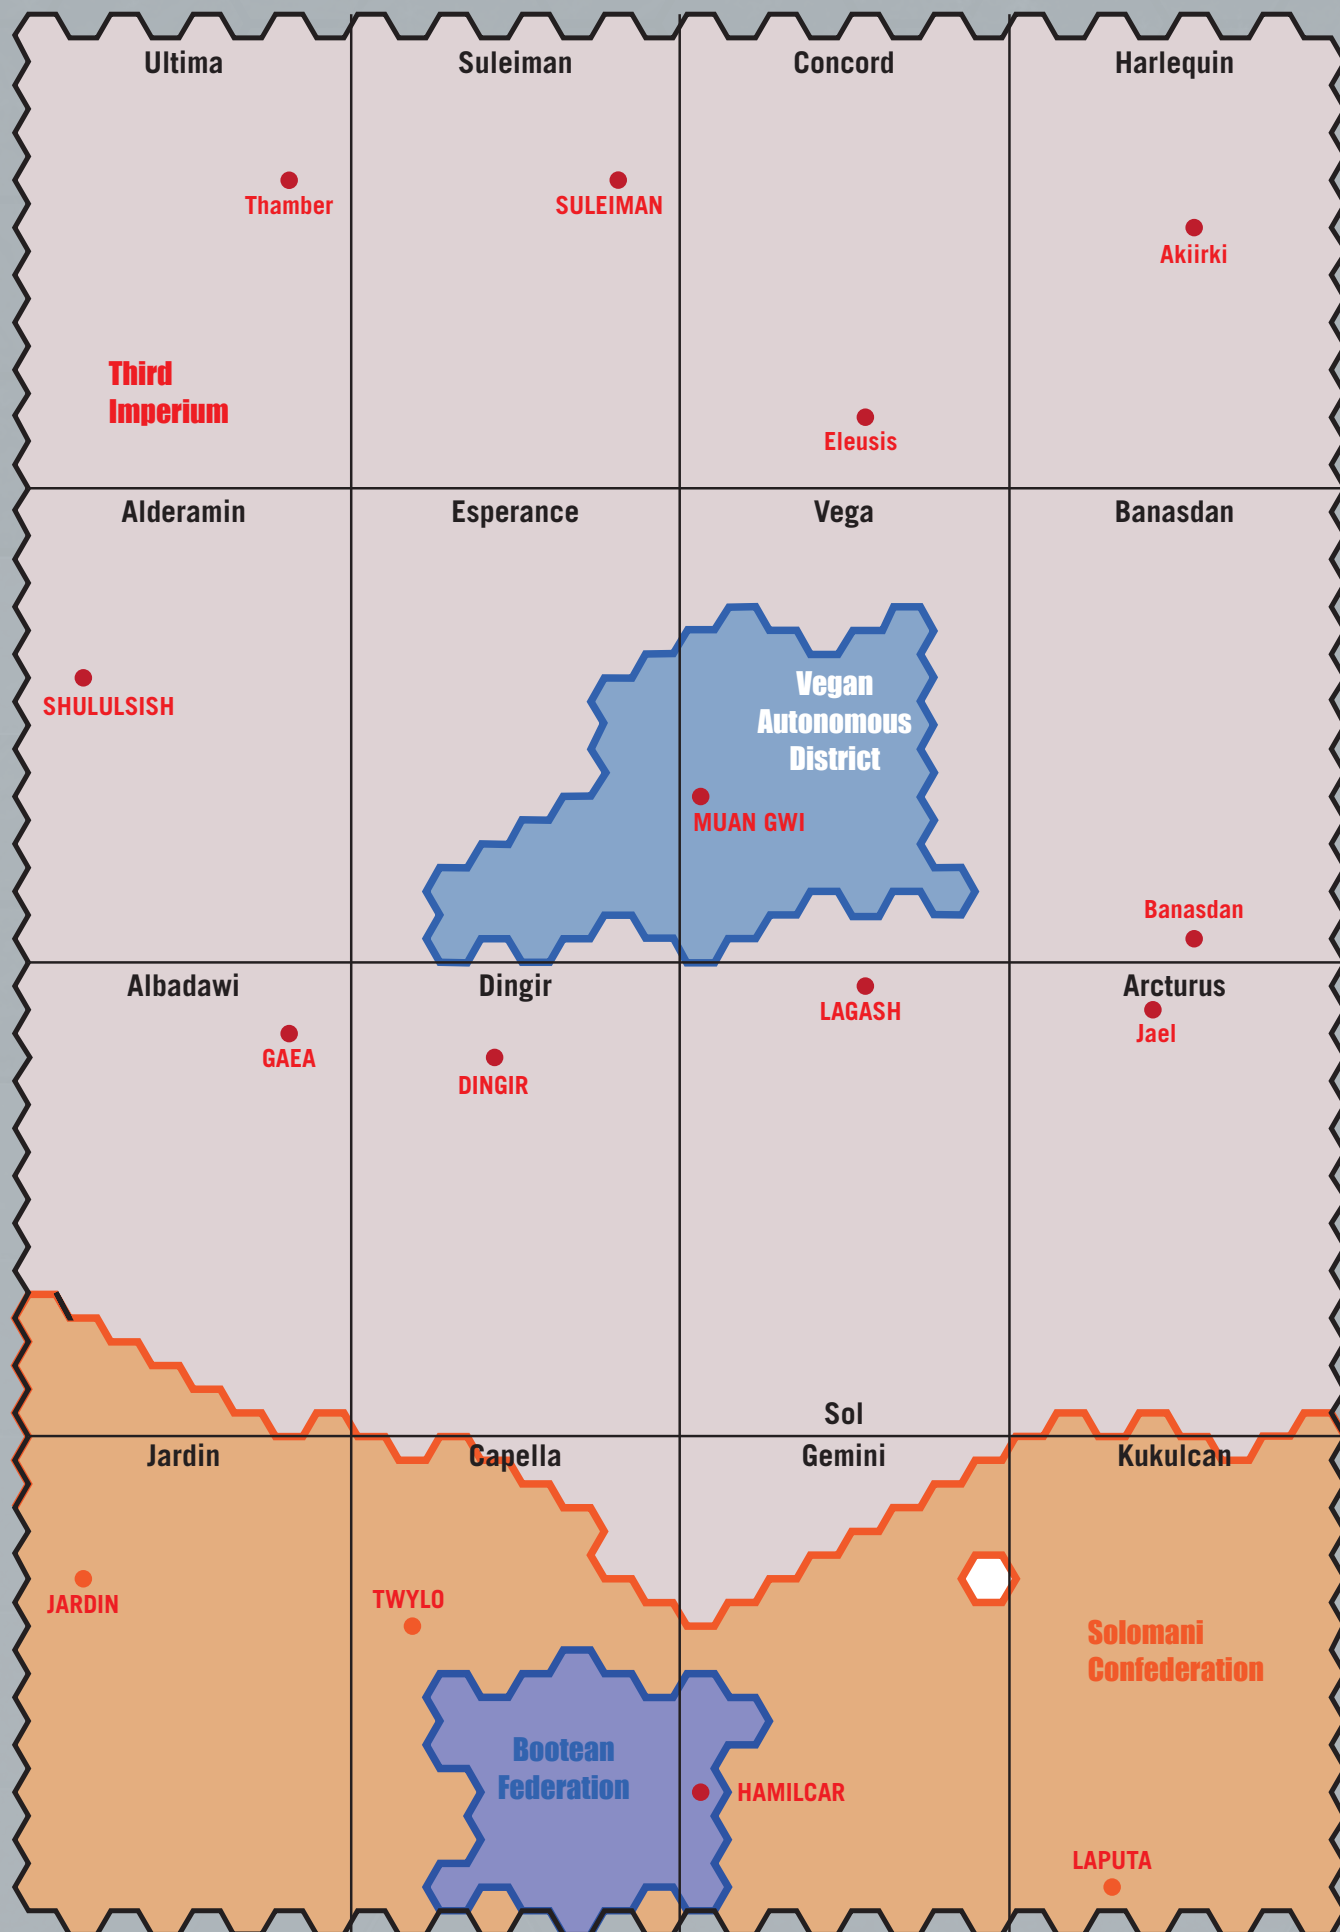 Ultima
Suleiman
Concord
Harlequin
Thamber
SULEIMAN
Akiirki
Third
Imperium
Eleusis
Alderamin
Esperance
Vega
Banasdan
SHULULSISH
Vegan
Autonomous
District
MUAN GWI
Banasdan
Albadawi
Dingir
LAGASH
Arcturus
Jael
GAEA
DINGIR
Sol
Jardin
Capella
Gemini
Kukulcan
JARDIN
TWYLO
Solomani
Confederation
Bootean
Federation
HAMILCAR
LAPUTA